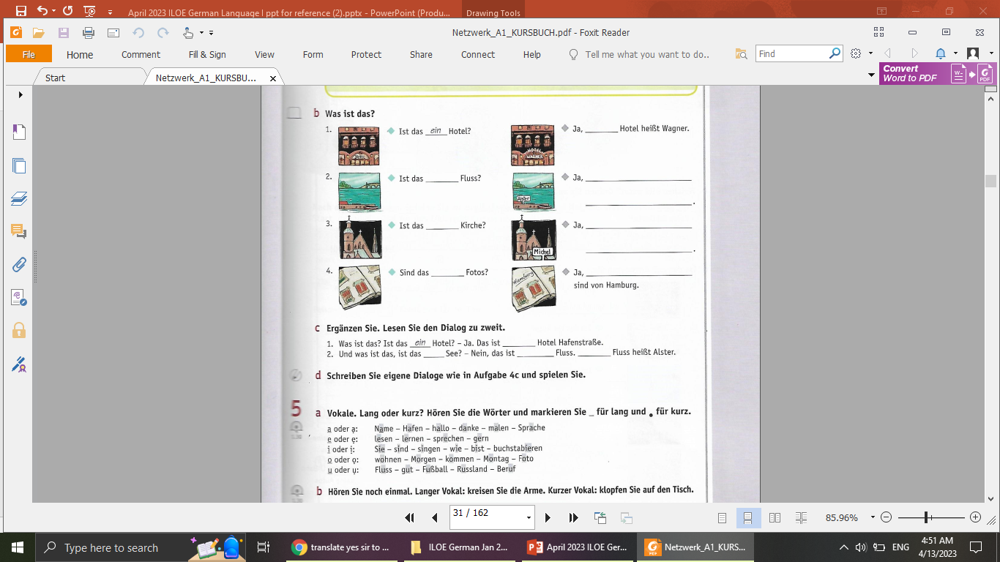 April 2023 ILOE German Language I ppt for reference (2).pptx - PowerPoint (Produ...
Drawing Tools
Netzwerk_A1_KURSBUCH.pdf - Foxit Reader
File Home Comment Fill & Sign View Form Protect Share Connect Help Tell me what you want to do.. Find
Start Netzwerk_A1_KURSBU... Convert
Word to PDF
b Was ist das?
1. Ist das ein Hotel? Ja, ________ Hotel heißt Wagner.
HOTEL
WAGNER
2. Ist das ________ Fluss? Ja, ________
Alster
________.
3. Ist das ________ Kirche? Ja, ________
Michel
________.
4. Sind das ________ Fotos? Ja, ________
Hamburg
sind von Hamburg.
c Ergänzen Sie. Lesen Sie den Dialog zu zweit.
1. Was ist das? Ist das ein Hotel? – Ja. Das ist ________ Hotel Hafenstraße.
2. Und was ist das, ist das _____ See? – Nein, das ist ________ Fluss. ________ Fluss heißt Alster.
d Schreiben Sie eigene Dialoge wie in Aufgabe 4c und spielen Sie.
5 a Vokale. Lang oder kurz? Hören Sie die Wörter und markieren Sie _ für lang und . für kurz.
a̲ oder ạ: Name – Hafen – hallo – danke – malen – Sprache
e̲ oder ẹ: lesen – lernen – sprechen – gern
i̲ oder ị: Sie – sind – singen – wie – bist – buchstabieren
o̲ oder ọ: wohnen – Morgen – kommen – Montag – Foto
u̲ oder ụ: Fluss – gut – Fußball – Russland – Beruf
b Hören Sie noch einmal. Langer Vokal: kreisen Sie die Arme. Kurzer Vokal: klopfen Sie auf den Tisch.
31 / 162 85.96%
Type here to search translate yes sir to ... ILOE German Jan 2... April 2023 ILOE Ger... Netzwerk_A1_KURS... ENG 4:51 AM
4/13/2023